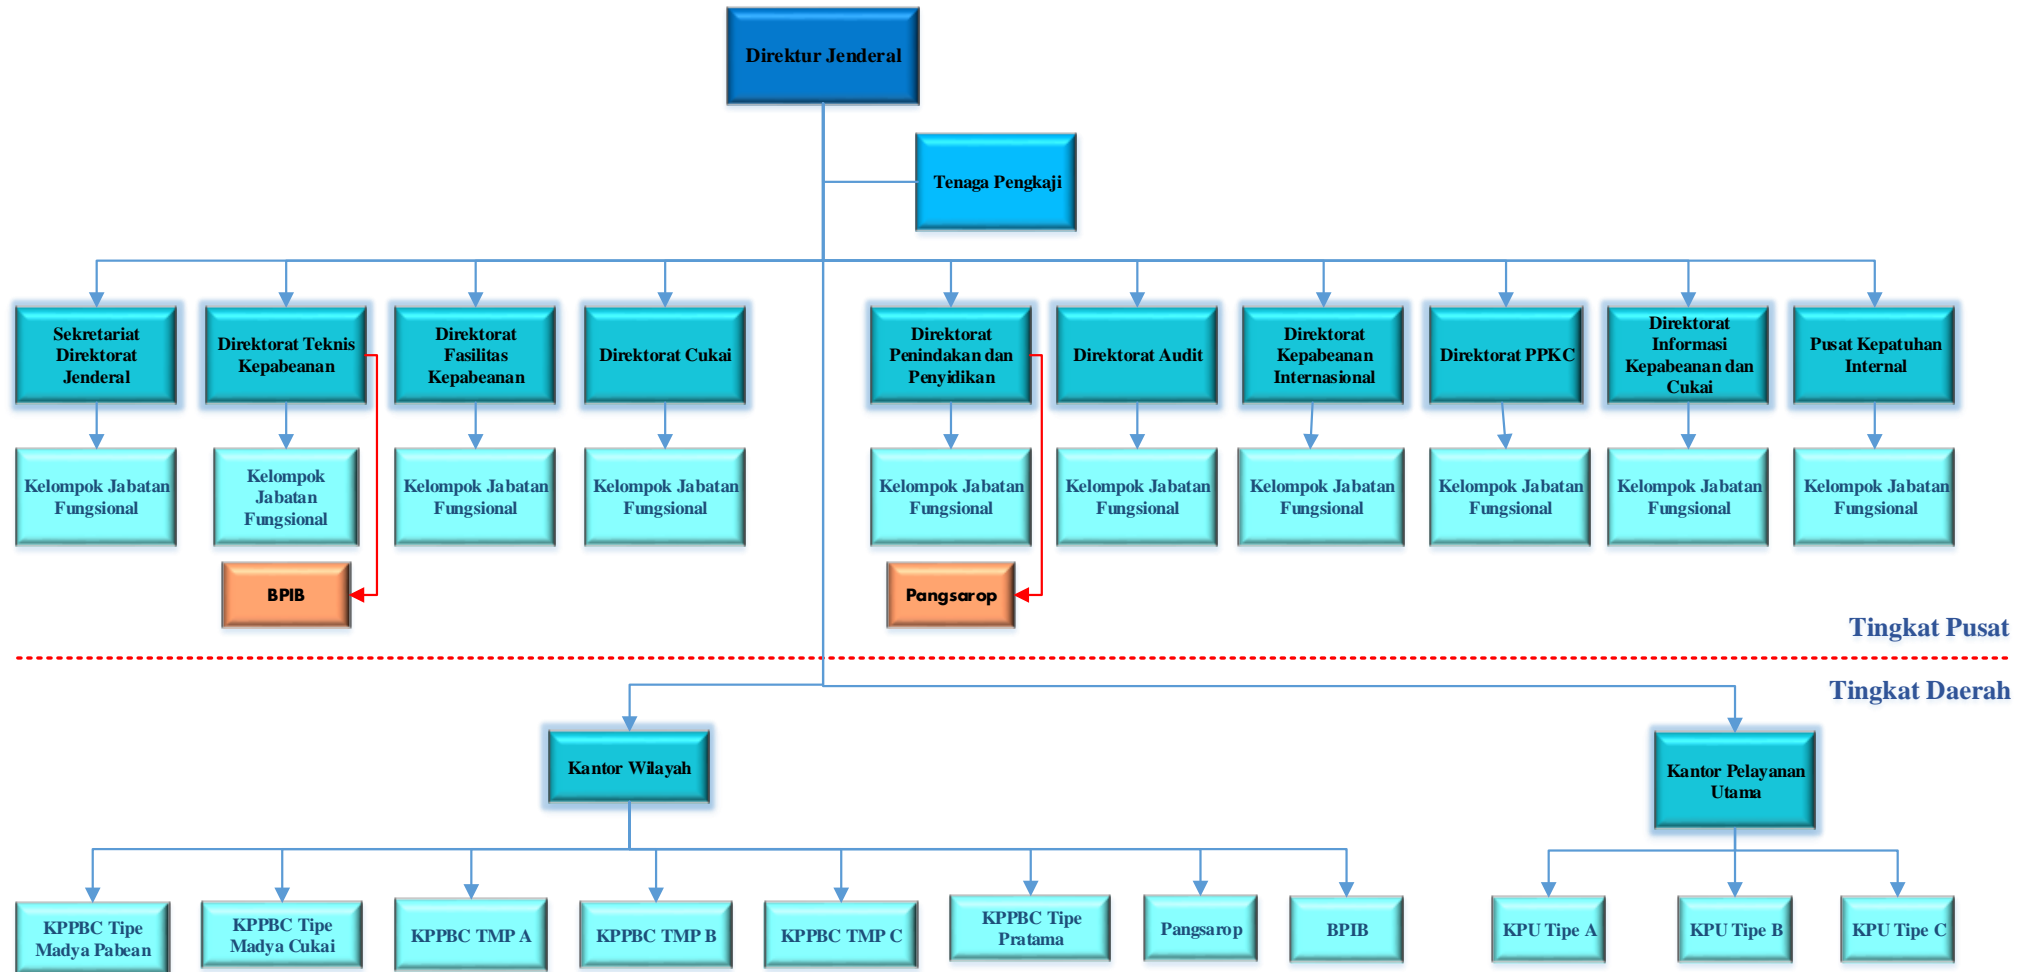 Direktur Jenderal
Tenaga Pengkaji
Sekretariat
Direktorat
Jenderal
Direktorat Teknis
Kepabeanan
Direktorat
Fasilitas
Kepabeanan
Direktorat Cukai
Direktorat
Penindakan dan
Penyidikan
Direktorat Audit
Direktorat
Kepabeanan
Internasional
Direktorat PPKC
Direktorat
Informasi
Kepabeanan dan
Cukai
Pusat Kepatuhan
Internal
Kelompok Jabatan
Fungsional
Kelompok
Jabatan
Fungsional
Kelompok Jabatan
Fungsional
Kelompok Jabatan
Fungsional
Kelompok Jabatan
Fungsional
Kelompok Jabatan
Fungsional
Kelompok Jabatan
Fungsional
Kelompok Jabatan
Fungsional
Kelompok Jabatan
Fungsional
Kelompok Jabatan
Fungsional
BPIB
Pangsarop
Tingkat Pusat
Tingkat Daerah
Kantor Wilayah
Kantor Pelayanan
Utama
KPPBC Tipe
Madya Pabean
KPPBC Tipe
Madya Cukai
KPPBC TMP A
KPPBC TMP B
KPPBC TMP C
KPPBC Tipe
Pratama
Pangsarop
BPIB
KPU Tipe A
KPU Tipe B
KPU Tipe C